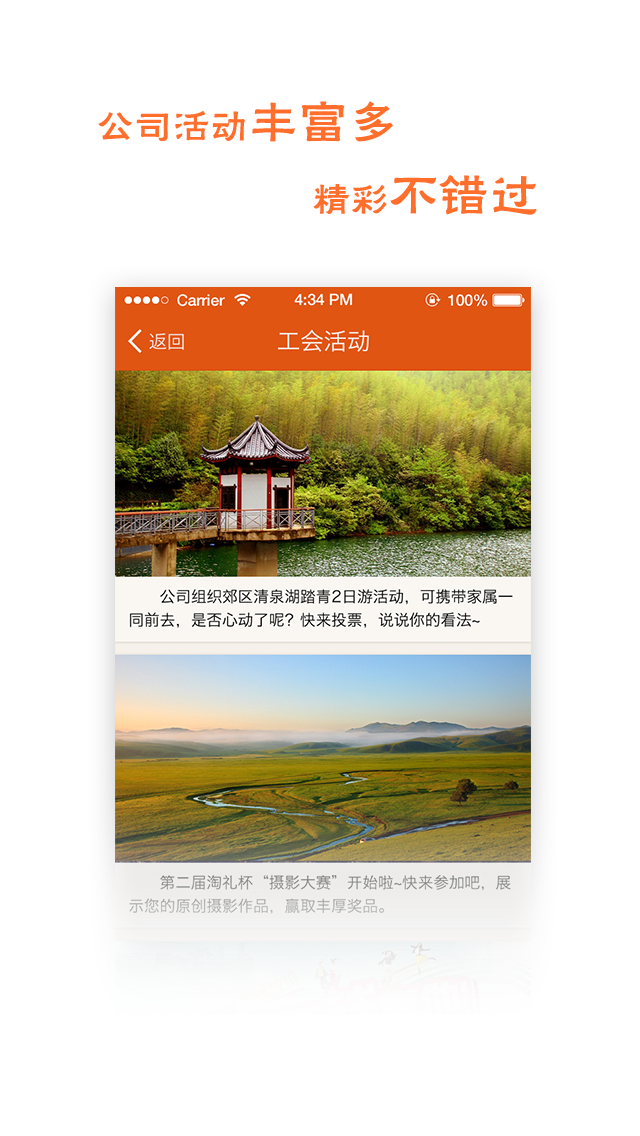 公司活动丰富多
精彩不错过
Carrier 4:34 PM 100%
返回 工会活动
公司组织郊区清泉湖踏青2日游活动，可携带家属一
同前去，是否心动了呢？快来投票，说说你的看法~
第二届淘礼杯“摄影大赛”开始啦~快来参加吧，展
示您的原创摄影作品，赢取丰厚奖品。